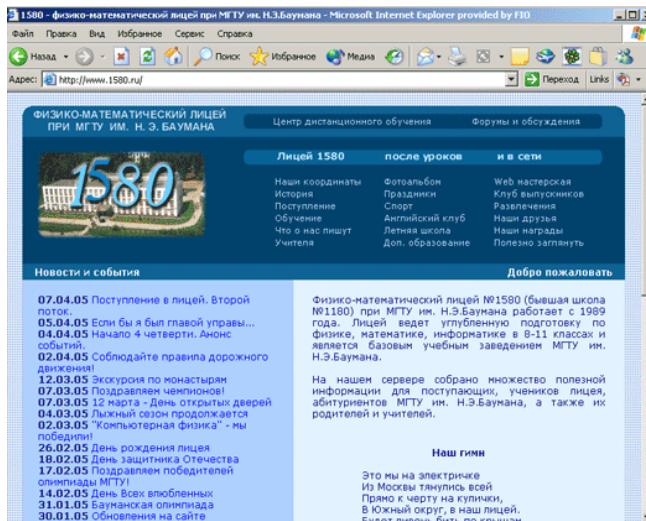 1580 - физико-математический лицей при МГТУ им. Н.Э.Баумана - Microsoft Internet Explorer provided by FIO
Файл Правка Вид Избранное Сервис Справка
Назад Поиск Избранное Медиа
Адрес: http://www.1580.ru/ Переход Links
ФИЗИКО-МАТЕМАТИЧЕСКИЙ ЛИЦЕЙ
ПРИ МГТУ ИМ. Н. Э. БАУМАНА
Центр дистанционного обучения Форумы и обсуждения
1580
Лицей 1580 после уроков и в сети
Наши координаты Фотоальбом Web мастерская
История Праздники Клуб выпускников
Поступление Спорт Развлечения
Обучение Английский клуб Наши друзья
Что о нас пишут Летняя школа Наши награды
Учителя Доп. образование Полезно заглянуть
Новости и события Добро пожаловать
07.04.05 Поступление в лицей. Второй
поток.
05.04.05 Если бы я был главой управы...
04.04.05 Начало 4 четверти. Анонс
событий.
02.04.05 Соблюдайте правила дорожного
движения!
12.03.05 Экскурсия по монастырям
07.03.05 Поздравляем чемпионов!
07.03.05 12 марта - День открытых дверей
04.03.05 Лыжный сезон продолжается
02.03.05 "Компьютерная физика" - мы
победили!
26.02.05 День рождения лицея
18.02.05 День защитника Отечества
17.02.05 Поздравляем победителей
олимпиады МГТУ!
14.02.05 День Всех влюбленных
31.01.05 Бауманская олимпиада
30.01.05 Обновления на сайте
Физико-математический лицей №1580 (бывшая школа
№1180) при МГТУ им. Н.Э.Баумана работает с 1989
года. Лицей ведет углубленную подготовку по
физике, математике, информатике в 8-11 классах и
является базовым учебным заведением МГТУ им.
Н.Э.Баумана.
На нашем сервере собрано множество полезной
информации для поступающих, учеников лицея,
абитуриентов МГТУ им. Н.Э.Баумана, а также их
родителей и учителей.
Наш гимн
Это мы на электричке
Из Москвы тянулись всей
Прямо к черту на кулички,
В Южный округ, в наш лицей.
Будет ливень бить по крышам